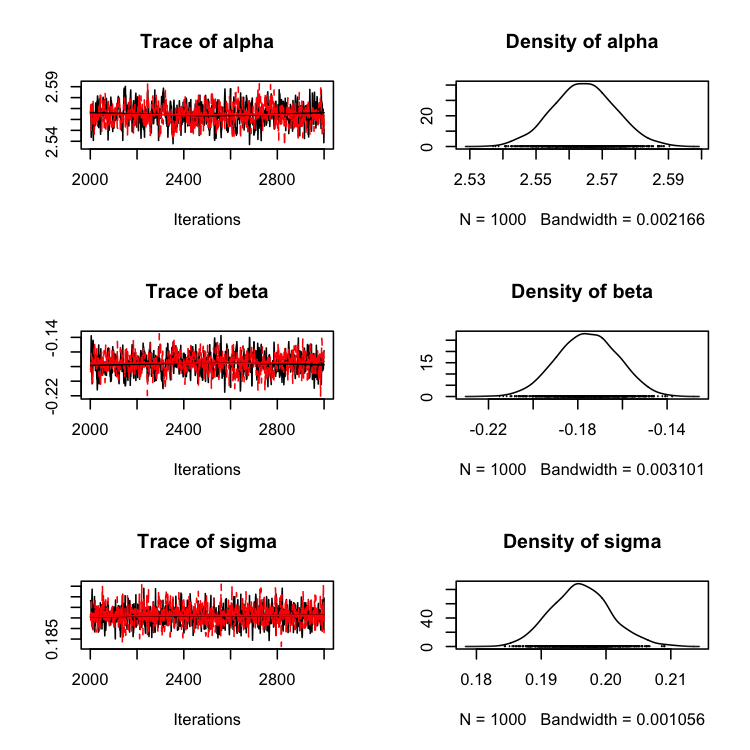 Trace of alpha
2.54 2.59
2000 2400 2800
Iterations
Density of alpha
0 20
2.53 2.55 2.57 2.59
N = 1000 Bandwidth = 0.002166
Trace of beta
-0.22 -0.14
2000 2400 2800
Iterations
Density of beta
0 15
-0.22 -0.18 -0.14
N = 1000 Bandwidth = 0.003101
Trace of sigma
0.185
2000 2400 2800
Iterations
Density of sigma
0 40
0.18 0.19 0.20 0.21
N = 1000 Bandwidth = 0.001056